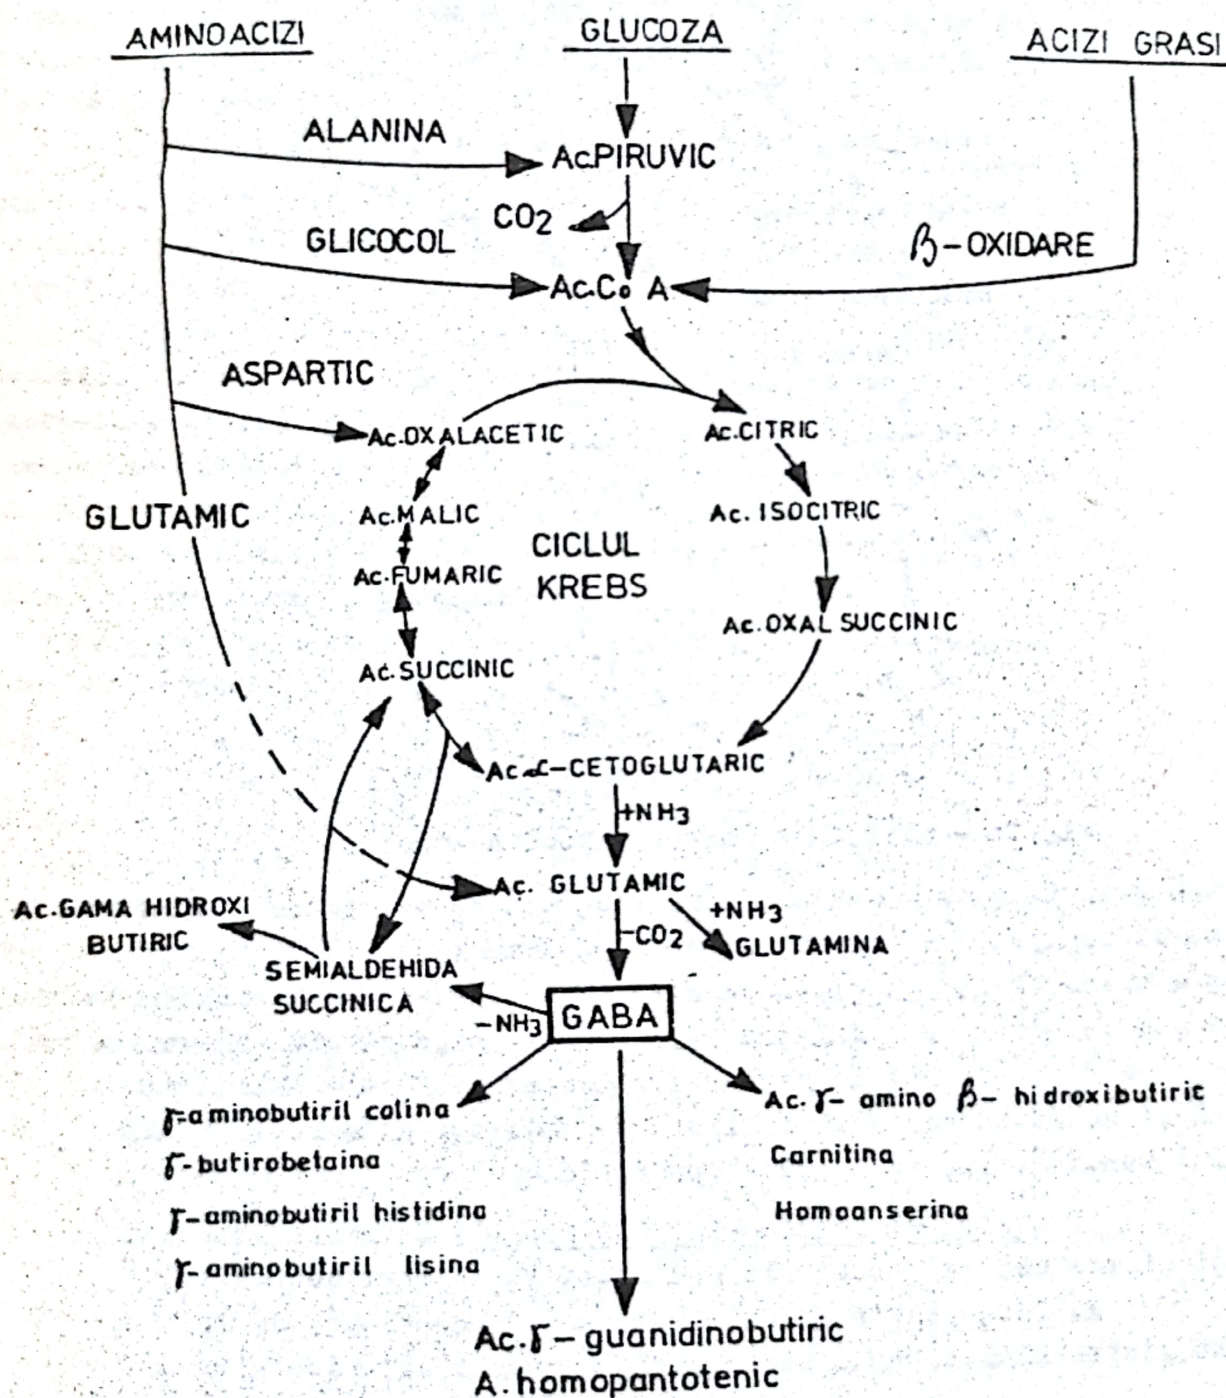 AMINOACIZI
GLUCOZA
ACIZI GRASI
ALANINA
Ac.PIRUVIC
CO2
GLICOCOL
β-OXIDARE
Ac.Co A
ASPARTIC
Ac.OXALACETIC
Ac.CITRIC
GLUTAMIC
Ac.MALIC
Ac. ISOCITRIC
CICLUL
KREBS
Ac.FUMARIC
Ac.OXAL SUCCINIC
Ac.SUCCINIC
Ac.α-CETOGLUTARIC
+NH3
Ac. GLUTAMIC
Ac.GAMA HIDROXI
BUTIRIC
+NH3
-CO2
GLUTAMINA
SEMIALDEHIDA
SUCCINICA
-NH3
GABA
γ-aminobutiril colina
Ac.γ- amino β- hidroxibutiric
γ-butirobetaina
Carnitina
γ-aminobutiril histidina
Homoanserina
γ-aminobutiril lisina
Ac.γ- guanidinobutiric
A.homopantotenic